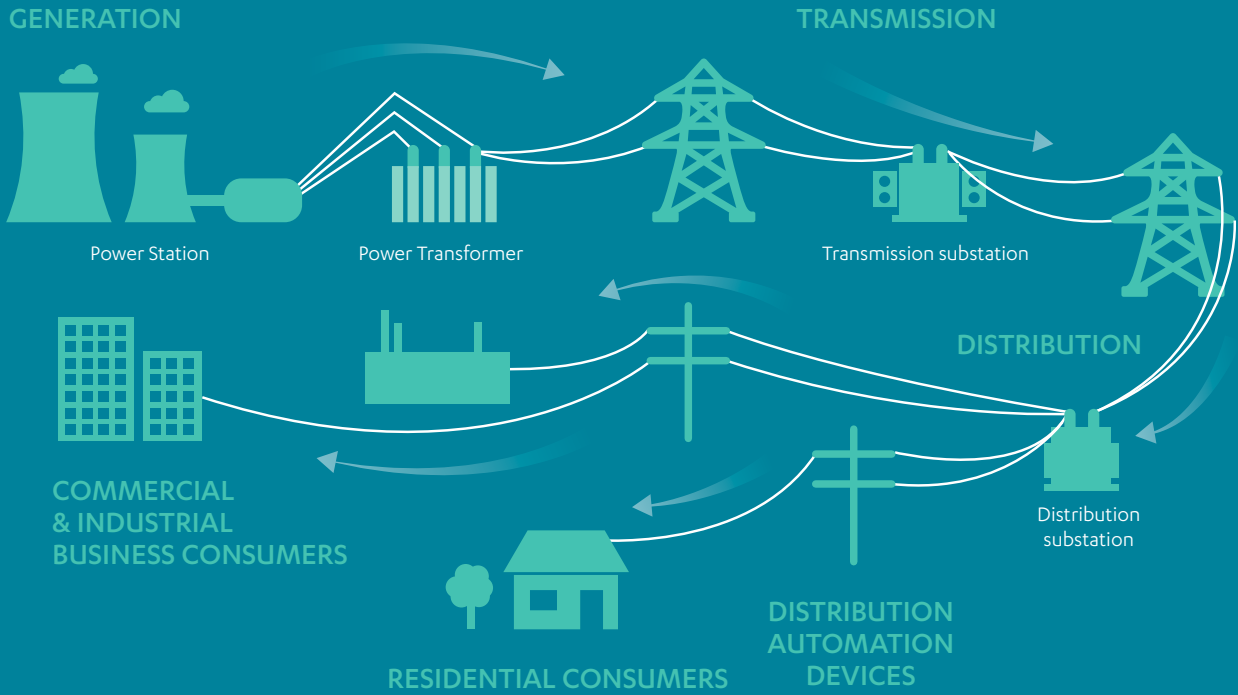 GENERATION
TRANSMISSION
Power Station
Power Transformer
Transmission substation
DISTRIBUTION
COMMERCIAL
& INDUSTRIAL
BUSINESS CONSUMERS
Distribution
substation
DISTRIBUTION
AUTOMATION
DEVICES
RESIDENTIAL CONSUMERS